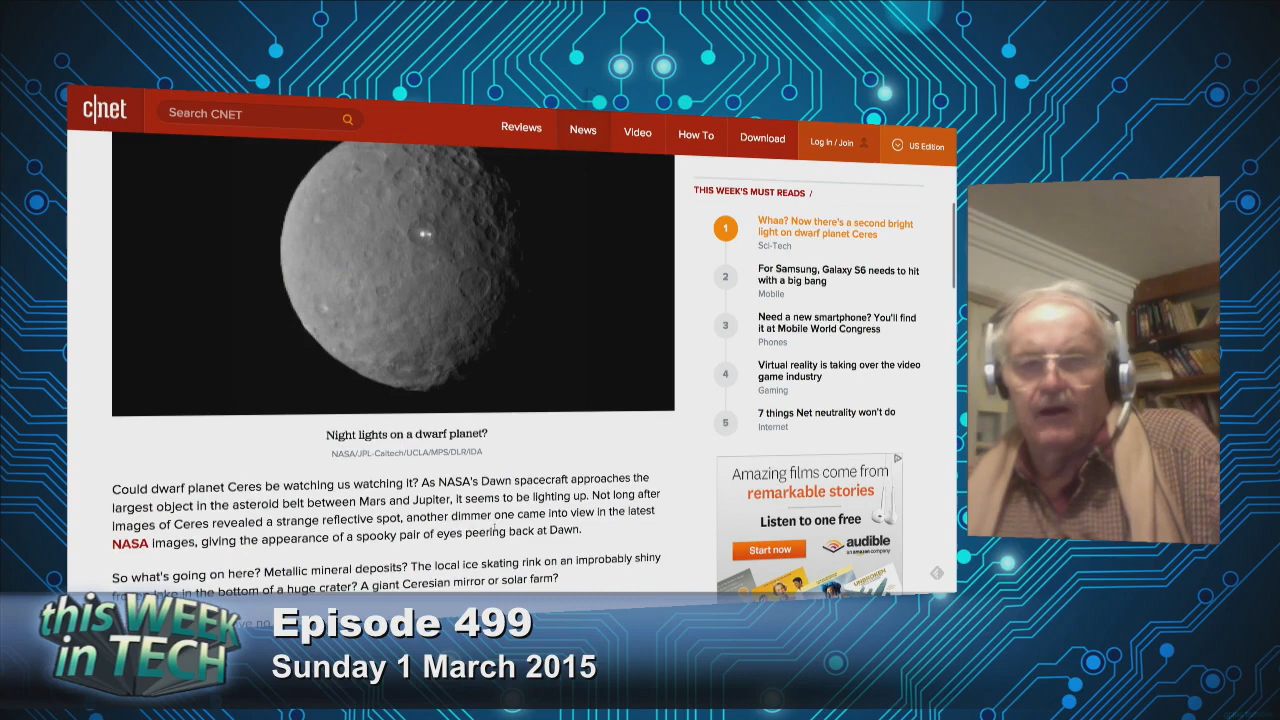 c|net
Search CNET
Reviews
News
Video
How To
Download
Log In / Join
US Edition
Night lights on a dwarf planet?
NASA/JPL-Caltech/UCLA/MPS/DLR/IDA
Could dwarf planet Ceres be watching us watching it? As NASA's Dawn spacecraft approaches the
largest object in the asteroid belt between Mars and Jupiter, it seems to be lighting up. Not long after
images of Ceres revealed a strange reflective spot, another dimmer one came into view in the latest
NASA images, giving the appearance of a spooky pair of eyes peering back at Dawn.
So what's going on here? Metallic mineral deposits? The local ice skating rink on an improbably shiny
lake in the bottom of a huge crater? A giant Ceresian mirror or solar farm?
THIS WEEK'S MUST READS /
1
Whaa? Now there's a second bright
light on dwarf planet Ceres
Sci-Tech
2
For Samsung, Galaxy S6 needs to hit
with a big bang
Mobile
3
Need a new smartphone? You'll find
it at Mobile World Congress
Phones
4
Virtual reality is taking over the video
game industry
Gaming
5
7 things Net neutrality won't do
Internet
Amazing films come from
remarkable stories
Listen to one free
Start now
audible
an amazon company
UNSPOKEN
this WEEK
in TECH
Episode 499
Sunday 1 March 2015